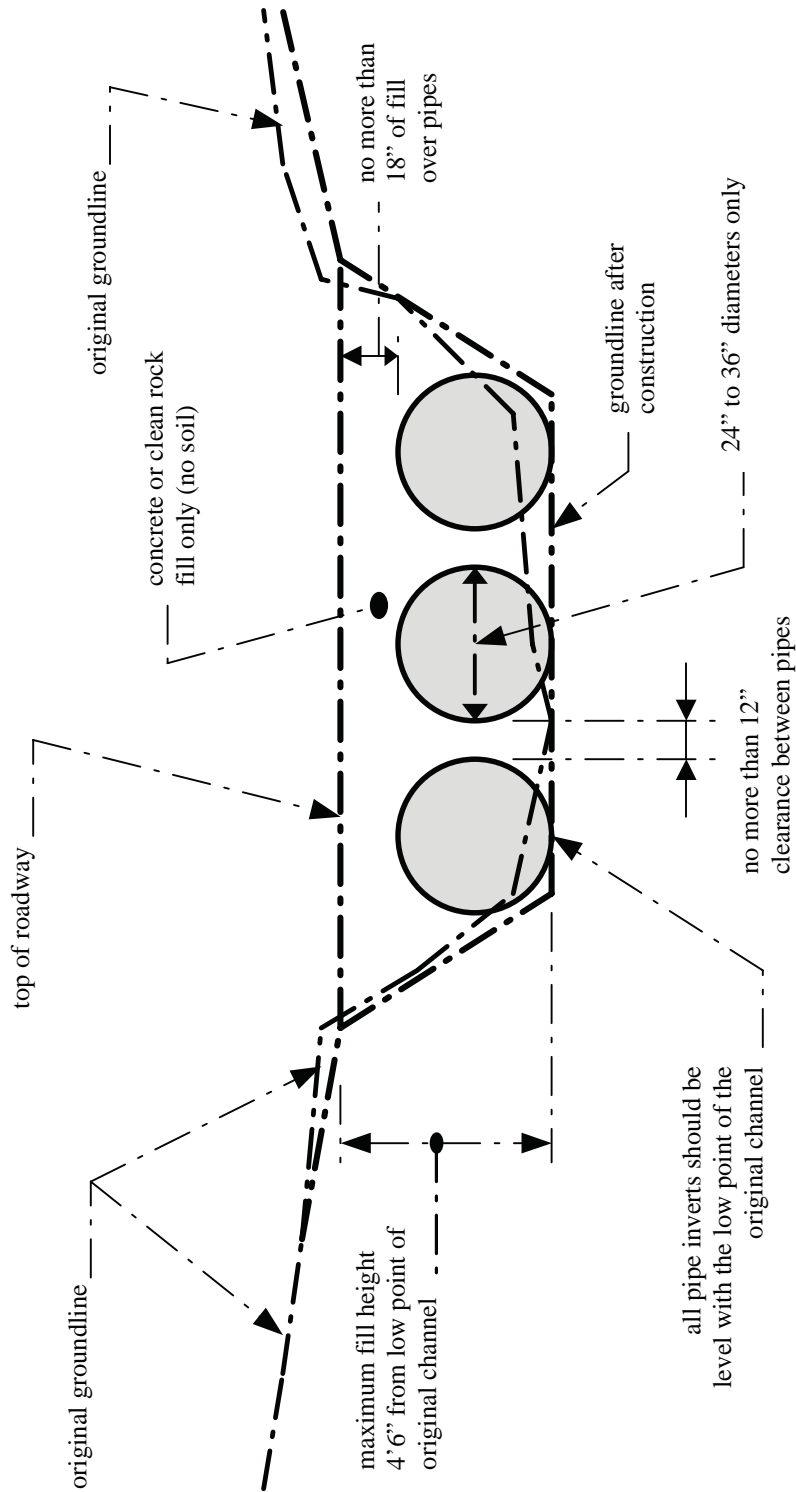 top of roadway
original groundline
original groundline
concrete or clean rock
fill only (no soil)
no more than
18” of fill
over pipes
maximum fill height
4’6” from low point of
original channel
groundline after
construction
24” to 36” diameters only
no more than 12”
clearance between pipes
all pipe inverts should be
level with the low point of the
original channel